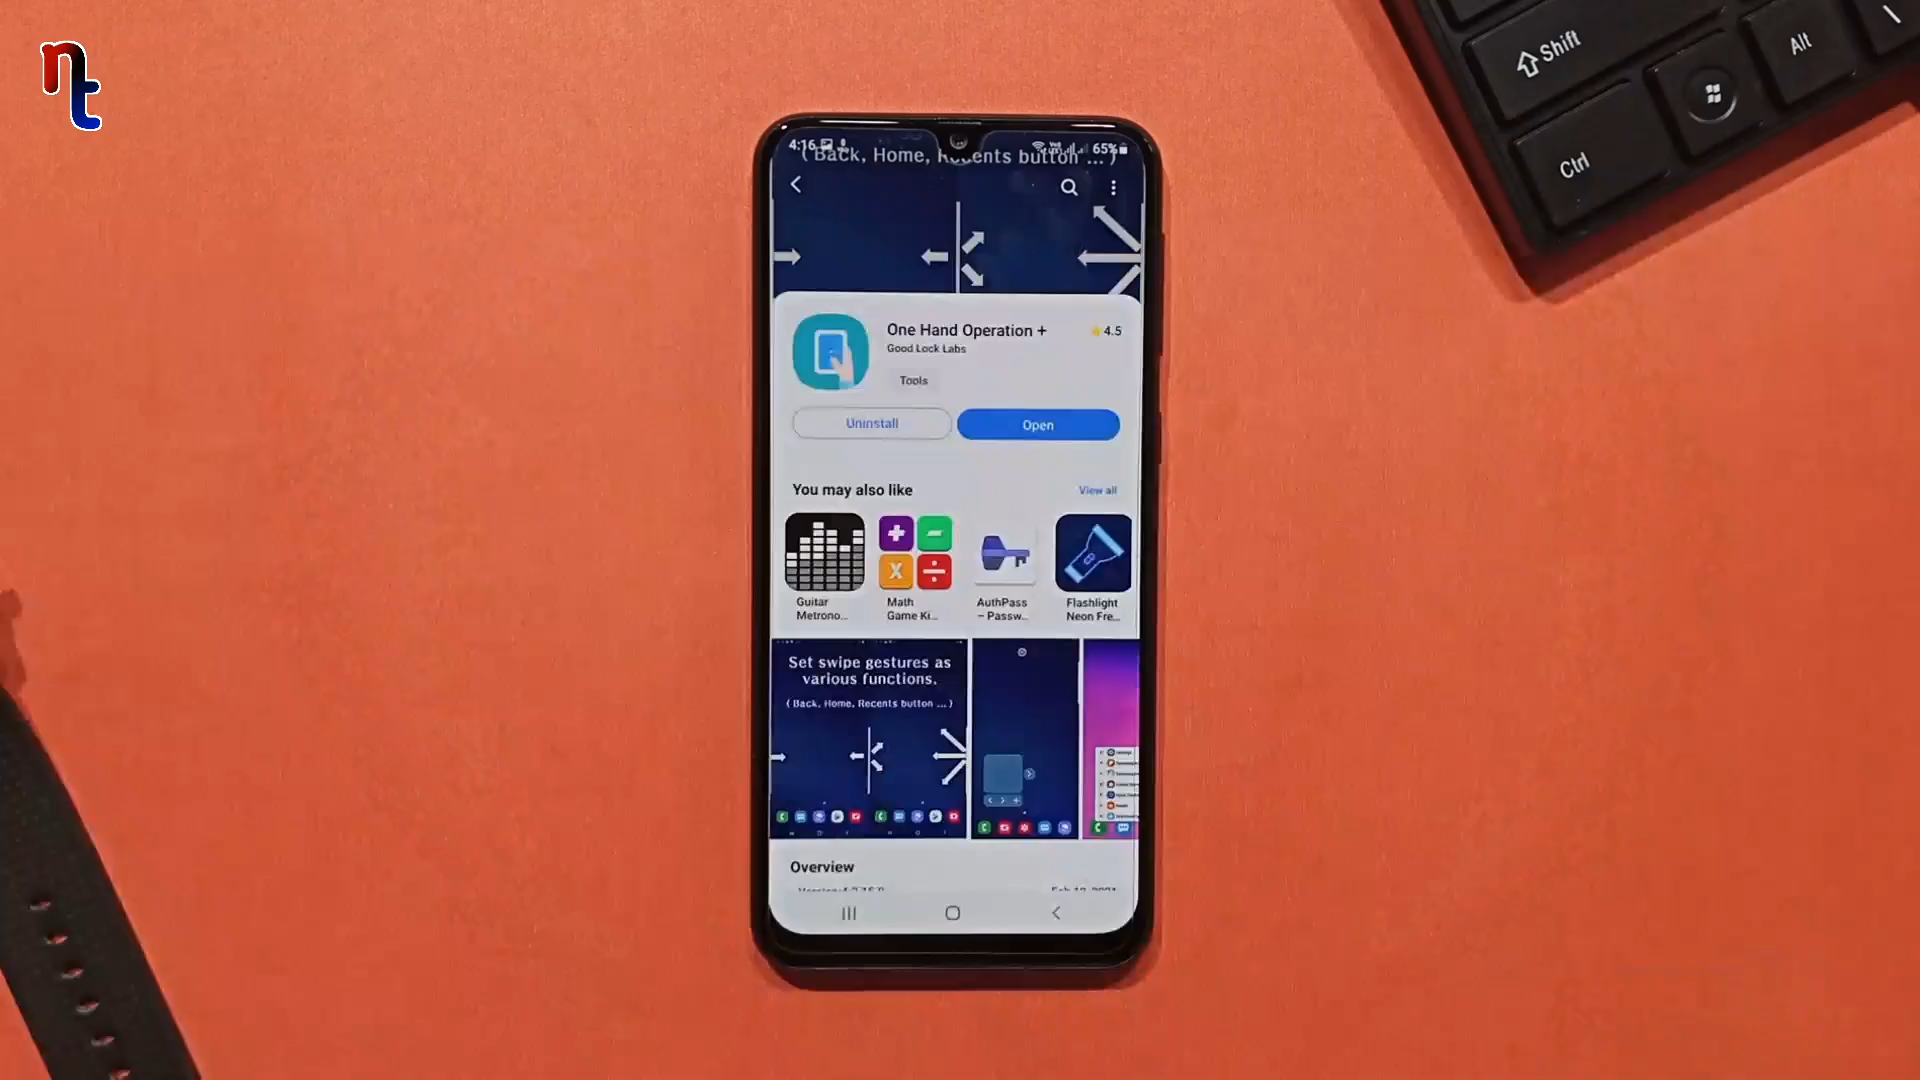 nt
Shift
Alt
\
Ctrl
4:16
65%
( Back, Home, Recents button ... )
One Hand Operation +
4.5
Good Lock Labs
Tools
Uninstall
Open
You may also like
View all
Guitar
Metrono...
Math
Game Ki...
AuthPass
– Passw...
Flashlight
Neon Fre...
Set swipe gestures as
various functions.
( Back, Home, Recents button ... )
Overview